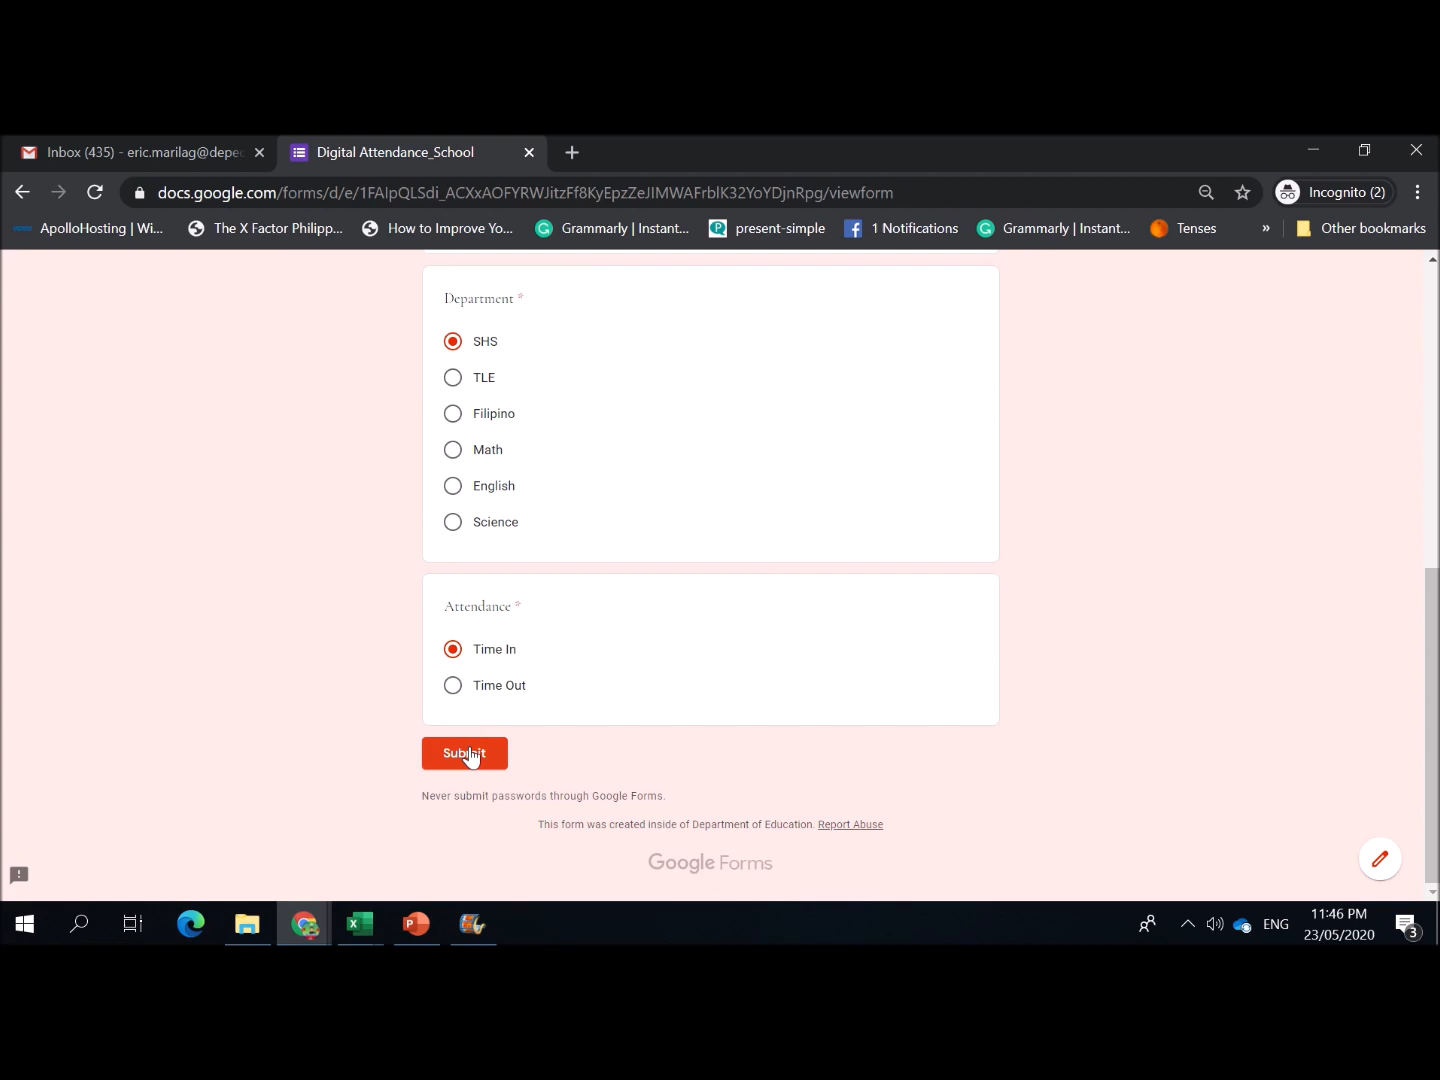 Inbox (435) - eric.marilag@depe
Digital Attendance_School
docs.google.com/forms/d/e/1FAIpQLSdi_ACXxAOFYRWJitzFf8KyEpzZeJIMWAFrblK32YoYDjnRpg/viewform
Incognito (2)
ApolloHosting | Wi...
The X Factor Philipp...
How to Improve Yo...
Grammarly | Instant...
present-simple
1 Notifications
Grammarly | Instant...
Tenses
»
Other bookmarks
Department *
SHS
TLE
Filipino
Math
English
Science
Attendance *
Time In
Time Out
Submit
Never submit passwords through Google Forms.
This form was created inside of Department of Education. Report Abuse
Google Forms
ENG
11:46 PM
23/05/2020
3